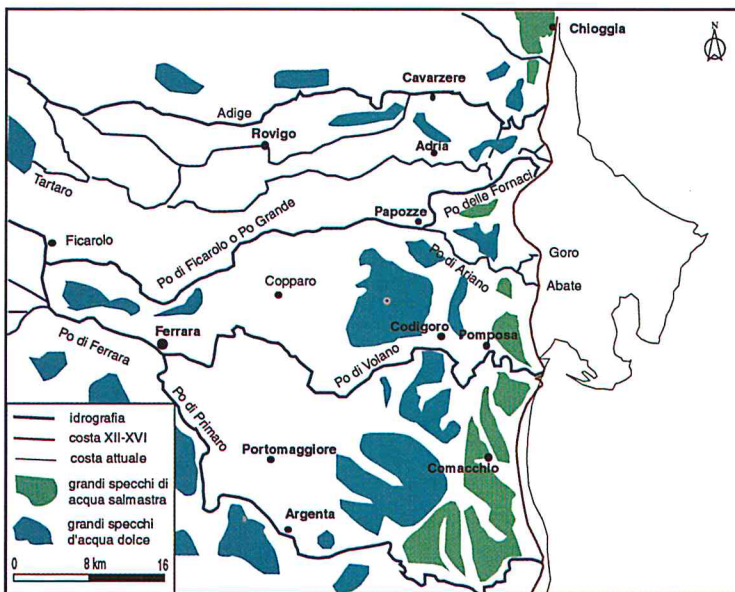 Chioggia
N
Cavarzere
Adige
Rovigo
Adria
Tartaro
Po delle Fornaci
Papozze
Ficarolo
Po di Ficarolo o Po Grande
Goro
Po di Ariano
Copparo
Abate
Ferrara
Codigoro
Pomposa
Po di Ferrara
Po di Volano
Po di Primaro
Portomaggiore
Comacchio
Argenta
idrografia
costa XII-XVI
costa attuale
grandi specchi di
acqua salmastra
grandi specchi
d'acqua dolce
0 8 km 16